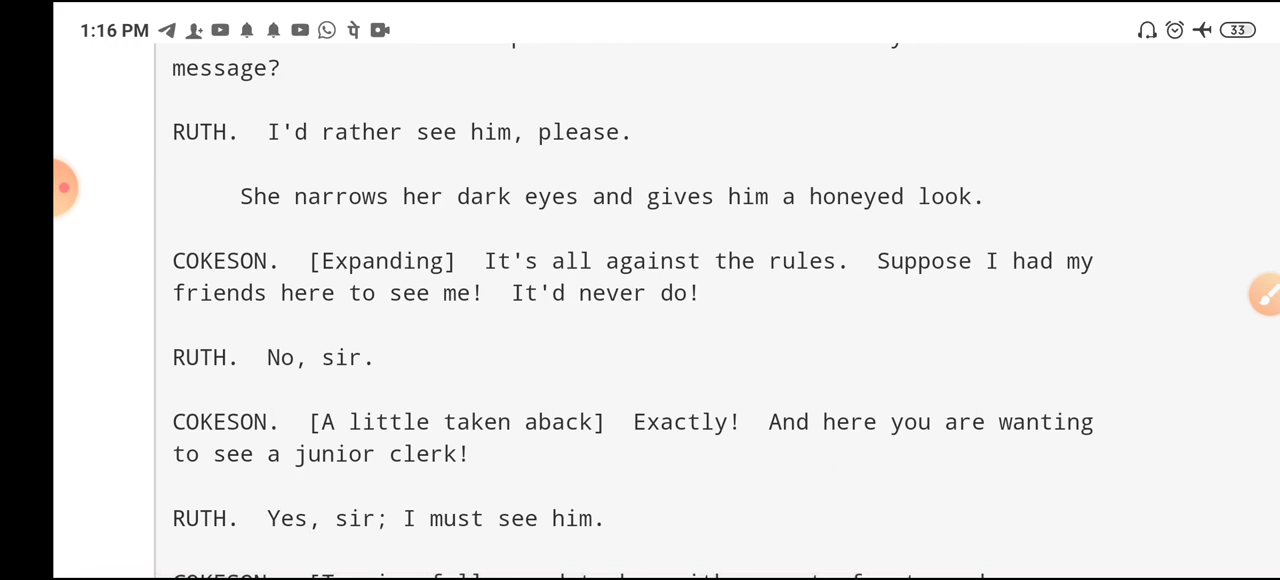 1:16 PM
33
message?
RUTH.  I'd rather see him, please.
She narrows her dark eyes and gives him a honeyed look.
COKESON.  [Expanding]  It's all against the rules.  Suppose I had my
friends here to see me!  It'd never do!
RUTH.  No, sir.
COKESON.  [A little taken aback]  Exactly!  And here you are wanting
to see a junior clerk!
RUTH.  Yes, sir; I must see him.